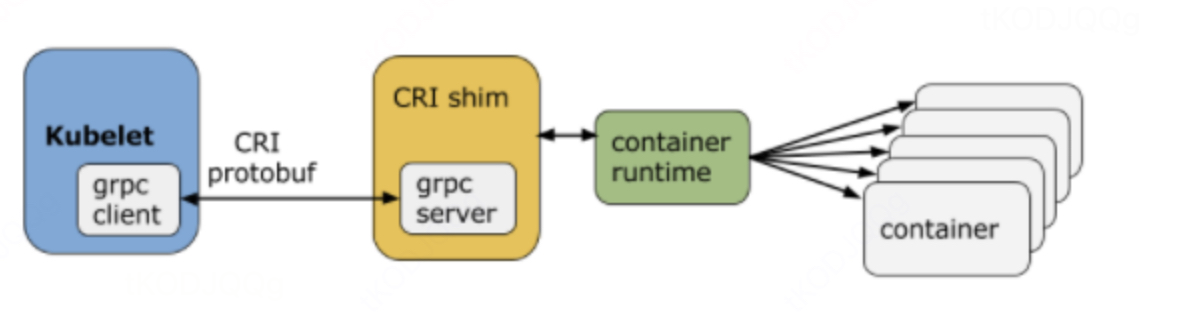 Kubelet
grpc
client
CRI
protobuf
CRI shim
grpc
server
container
runtime
container